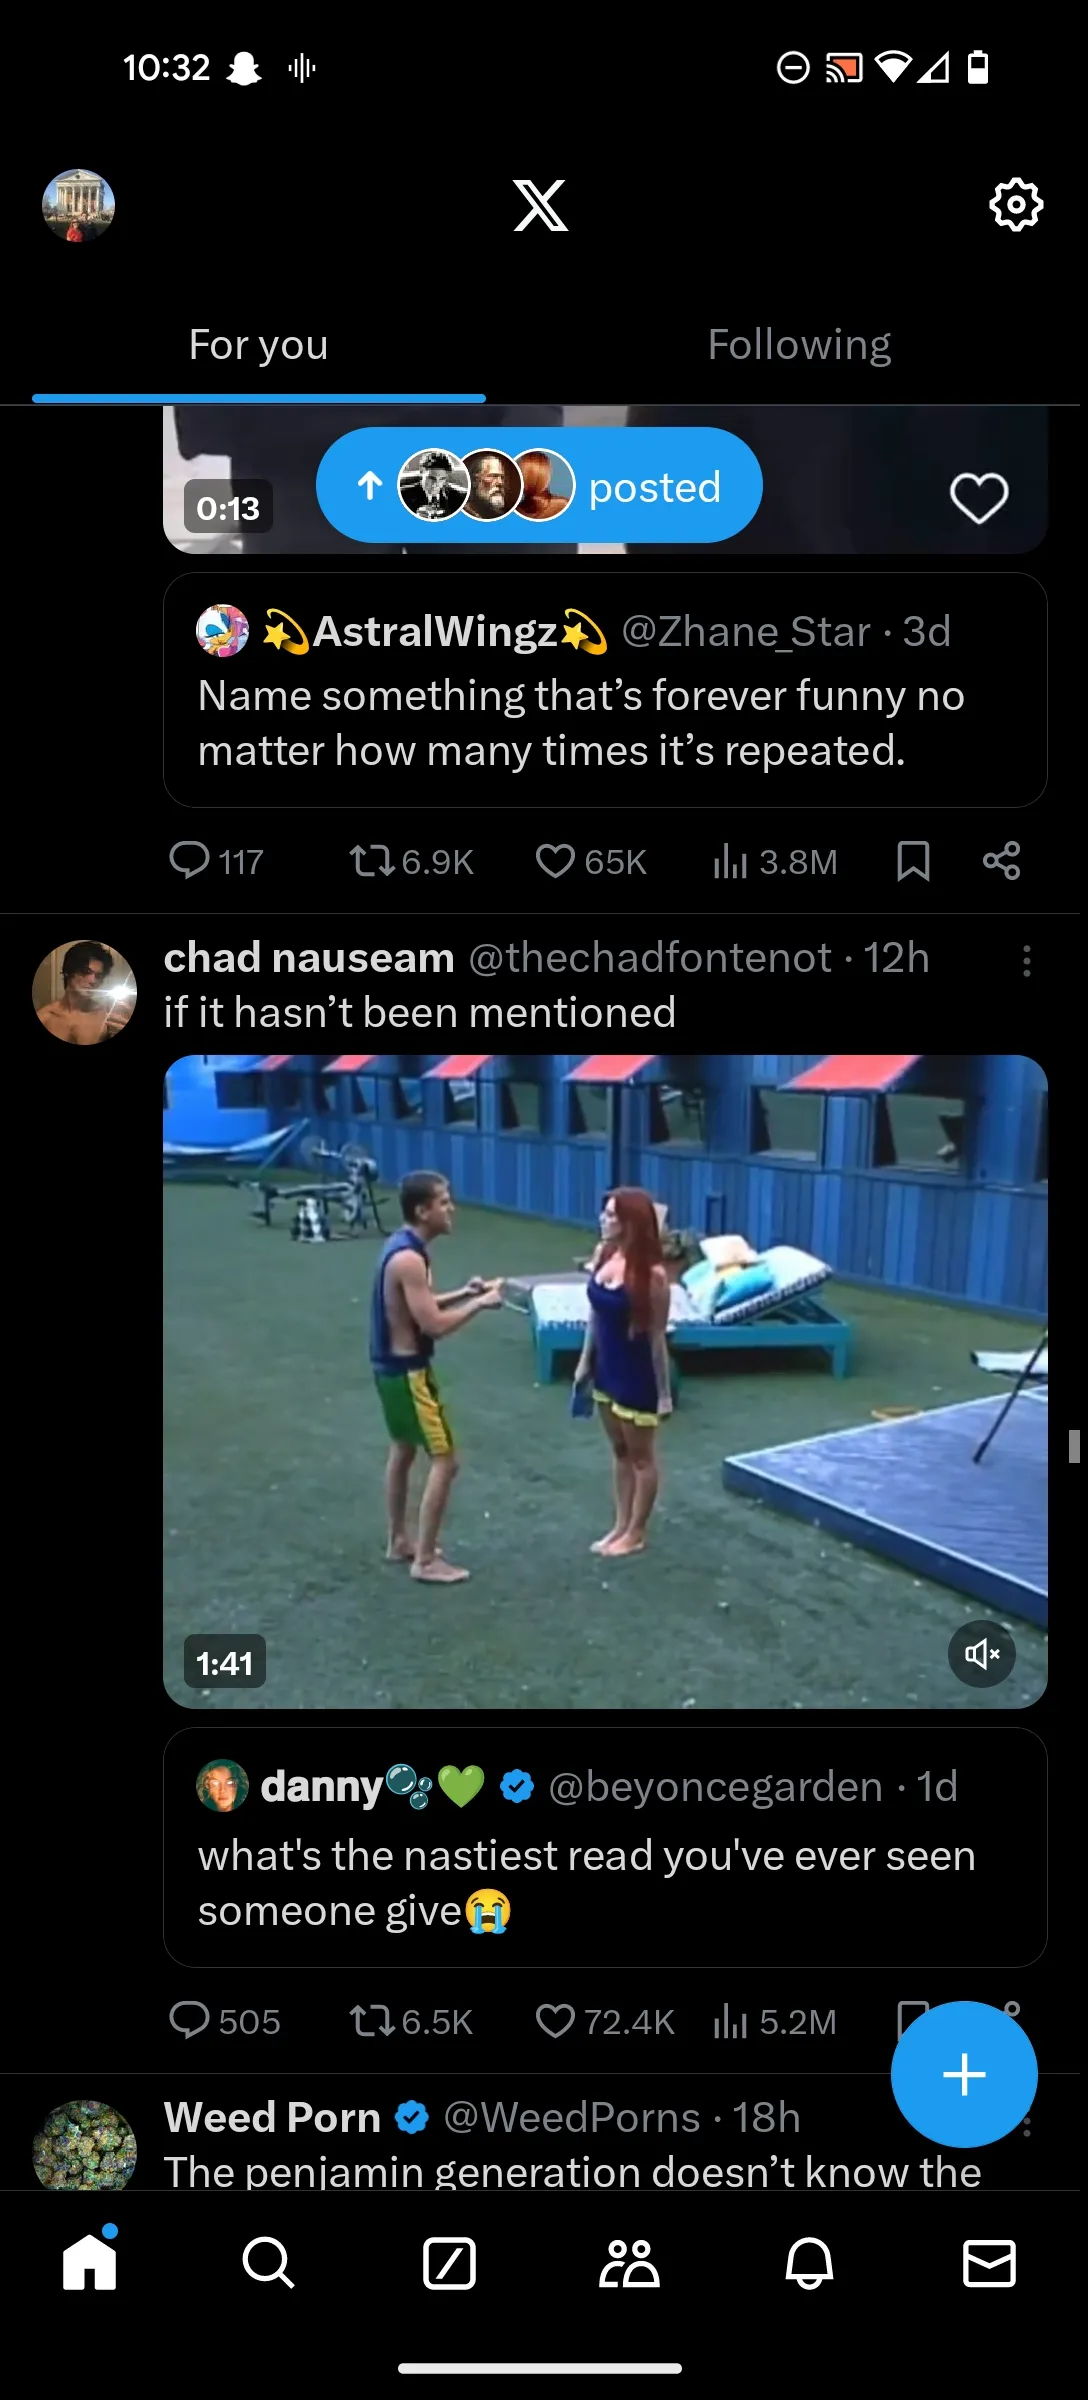 10:32
For you
Following
0:13
posted
💫AstralWingz💫 @Zhane_Star · 3d
Name something that’s forever funny no
matter how many times it’s repeated.
117 6.9K 65K 3.8M
chad nauseam @thechadfontenot · 12h
if it hasn’t been mentioned
1:41
danny🫧💚 @beyoncegarden · 1d
what's the nastiest read you've ever seen
someone give😭
505 6.5K 72.4K 5.2M
Weed Porn @WeedPorns · 18h
The penjamin generation doesn’t know the